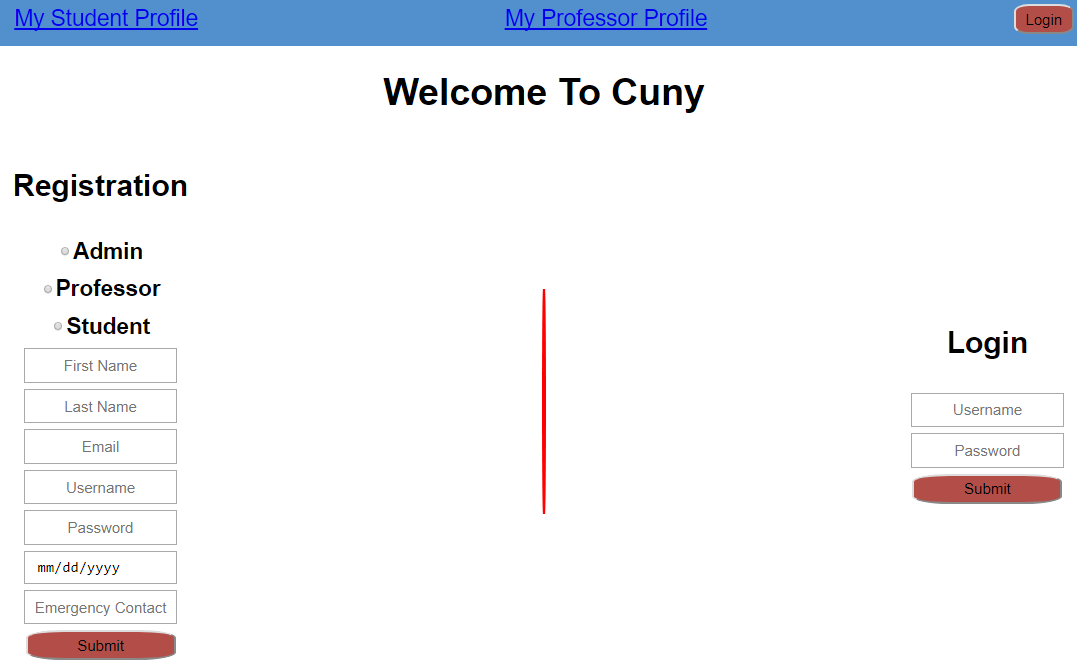 My Student Profile My Professor Profile Login
Welcome To Cuny
Registration
Admin
Professor
Student
First Name
Last Name
Email
Username
Password
mm/dd/yyyy
Emergency Contact
Submit
Login
Username
Password
Submit